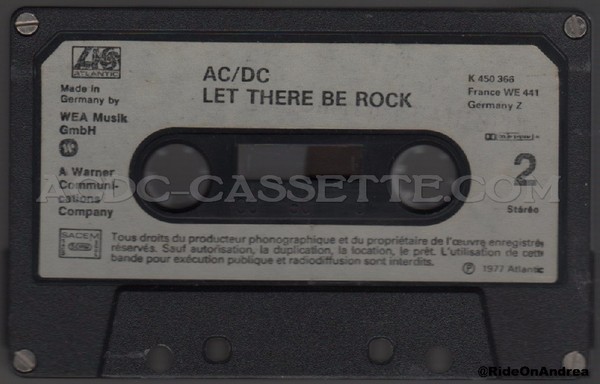 ATLANTIC
AC/DC
LET THERE BE ROCK
Made in
Germany by
WEA Musik
GmbH
A Warner
Communi-
cations
Company
K 450 366
France WE 441
Germany Z
2
Stéréo
ACDC-CASSETTE.COM
SACEM
Tous droits du producteur phonographique et du propriétaire de l'œuvre enregistrée
réservés. Sauf autorisation, la duplication, la location, le prêt. L'utilisation de cette
bande pour exécution publique et radiodiffusion sont interdits.
Ⓟ 1977 Atlantic
@RideOnAndrea